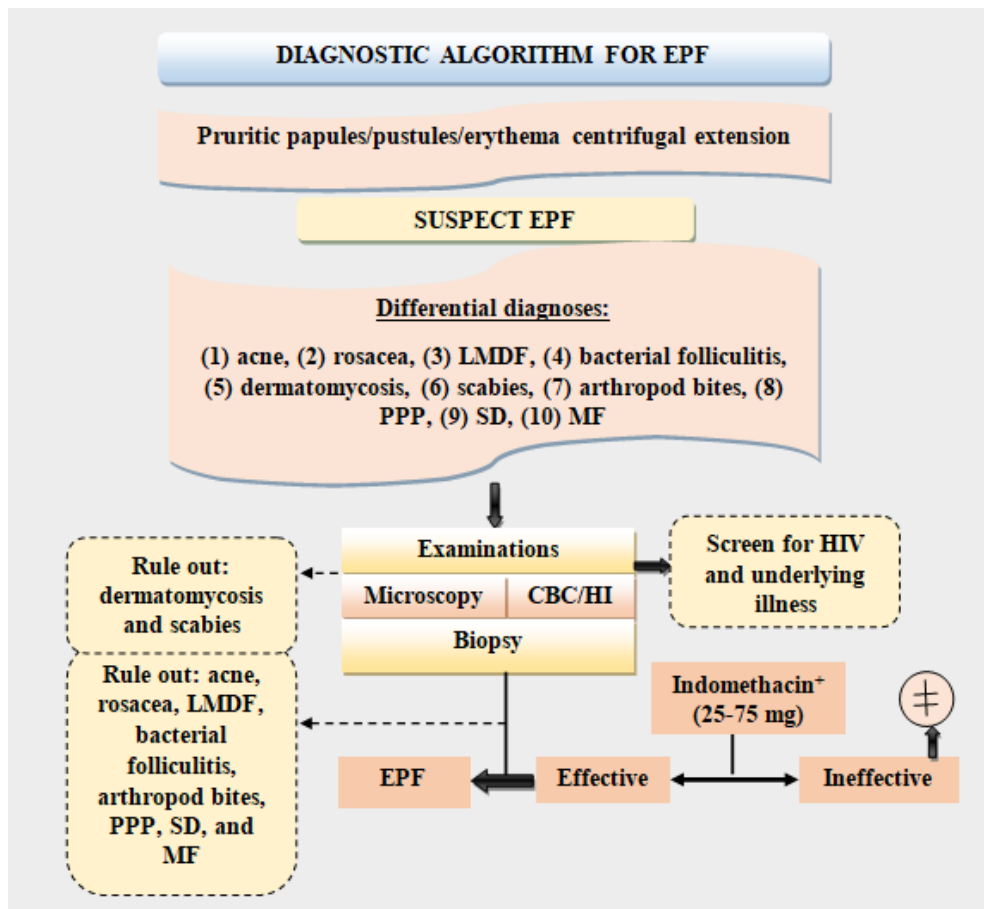 DIAGNOSTIC ALGORITHM FOR EPF
Pruritic papules/pustules/erythema centrifugal extension
SUSPECT EPF
Differential diagnoses:
(1) acne, (2) rosacea, (3) LMDF, (4) bacterial folliculitis,
(5) dermatomycosis, (6) scabies, (7) arthropod bites, (8)
PPP, (9) SD, (10) MF
Examinations
Microscopy
CBC/HI
Biopsy
Screen for HIV
and underlying
illness
Rule out:
dermatomycosis
and scabies
Rule out: acne,
rosacea, LMDF,
bacterial
folliculitis,
arthropod bites,
PPP, SD, and
MF
Indomethacin⁺
(25-75 mg)
‡
EPF
Effective
Ineffective